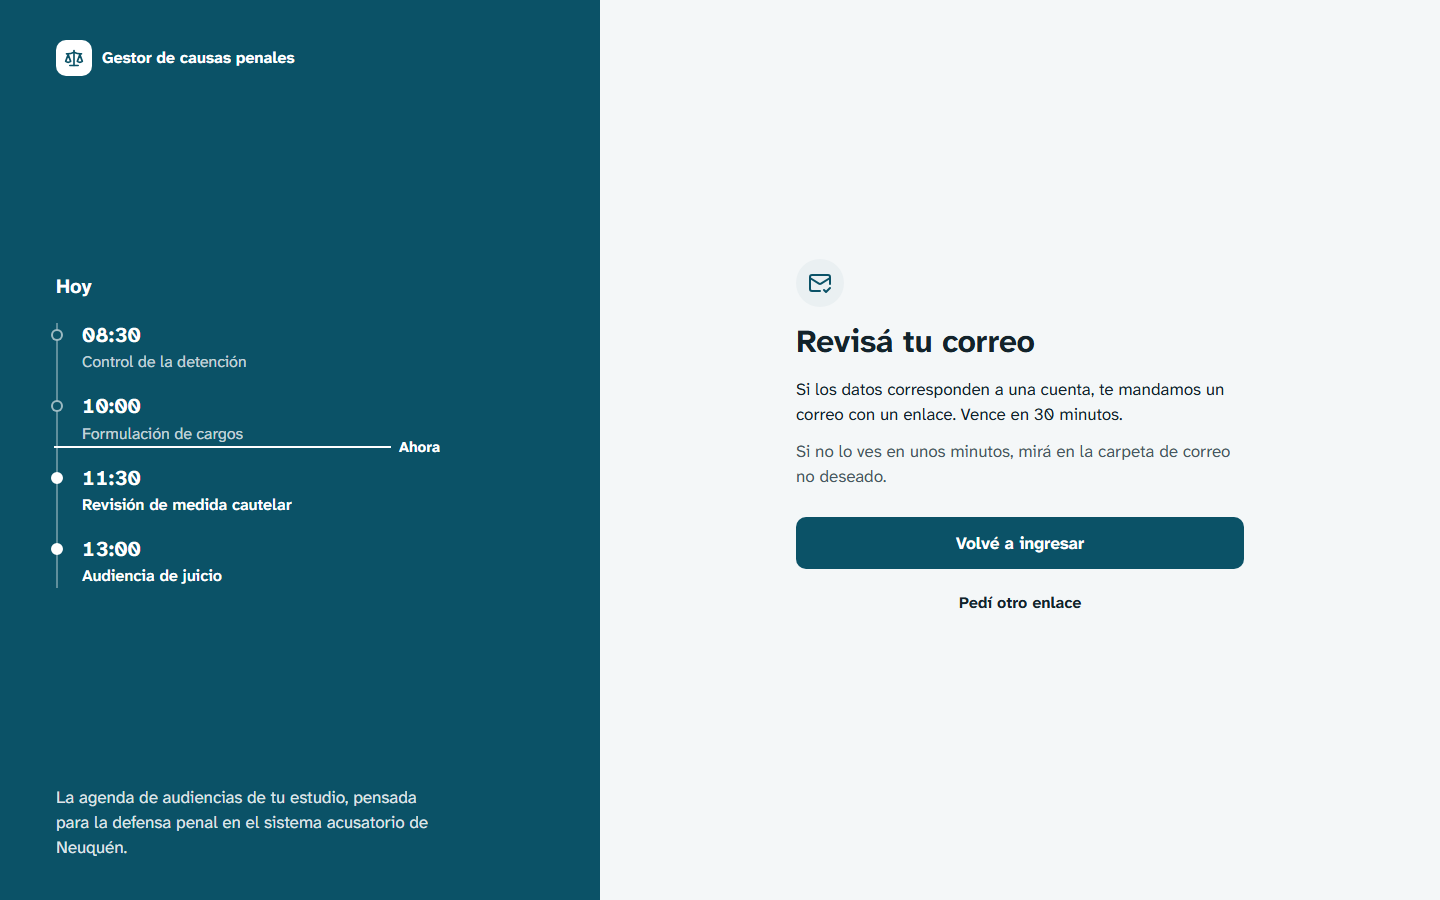 Gestor de causas penales
Hoy
08:30
Control de la detención
10:00
Formulación de cargos
Ahora
11:30
Revisión de medida cautelar
13:00
Audiencia de juicio
La agenda de audiencias de tu estudio, pensada
para la defensa penal en el sistema acusatorio de
Neuquén.
Revisá tu correo
Si los datos corresponden a una cuenta, te mandamos un
correo con un enlace. Vence en 30 minutos.
Si no lo ves en unos minutos, mirá en la carpeta de correo
no deseado.
Volvé a ingresar
Pedí otro enlace